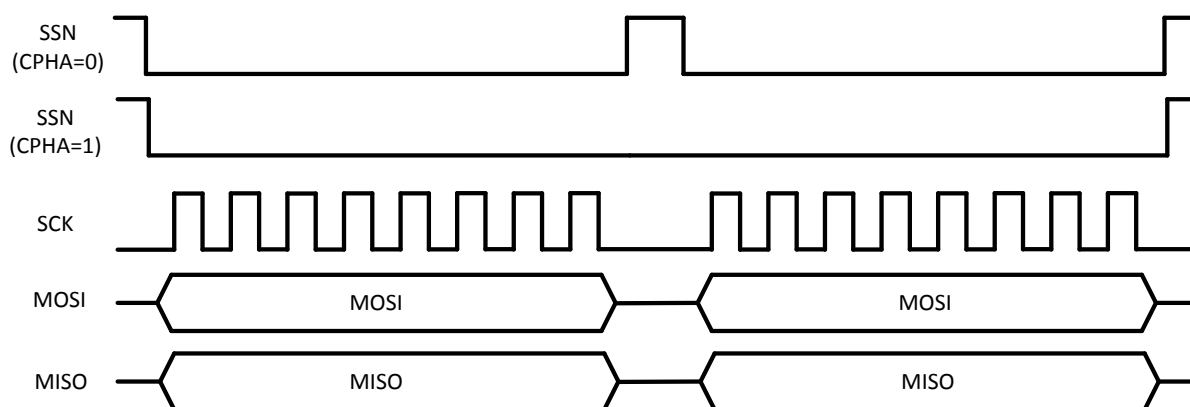 SSN
(CPHA=0)
SSN
(CPHA=1)
SCK
MOSI
MOSI
MOSI
MISO
MISO
MISO